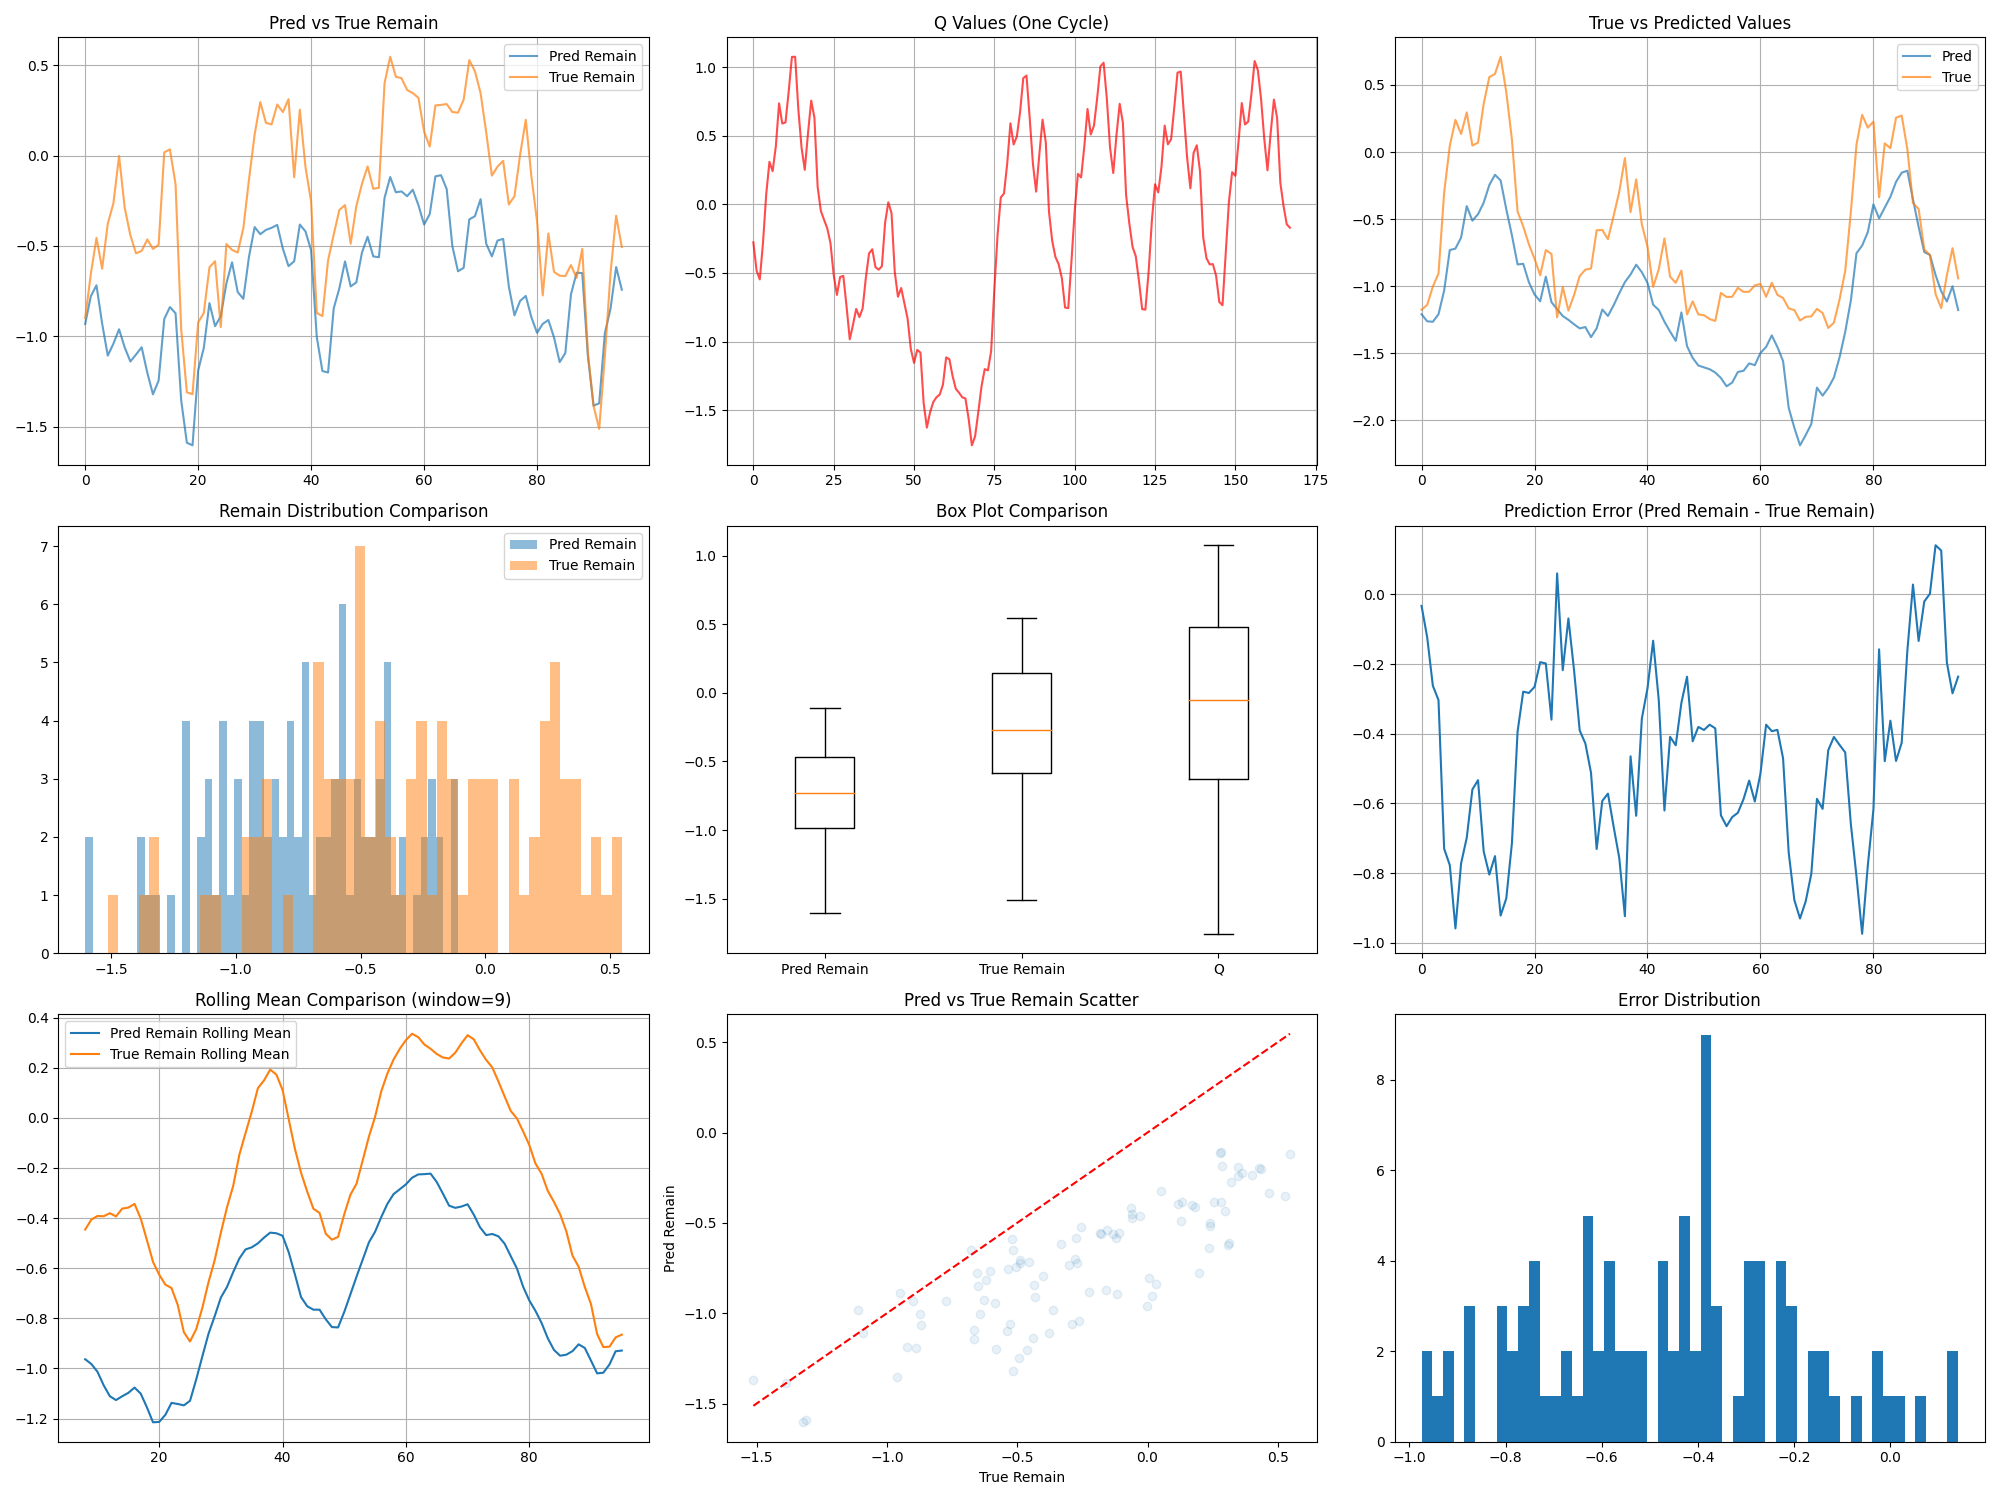 Pred vs True Remain
Pred Remain
True Remain
0.5
0.0
−0.5
−1.0
−1.5
0 20 40 60 80
Q Values (One Cycle)
1.0
0.5
0.0
−0.5
−1.0
−1.5
0 25 50 75 100 125 150 175
True vs Predicted Values
Pred
True
0.5
0.0
−0.5
−1.0
−1.5
−2.0
0 20 40 60 80
Remain Distribution Comparison
Pred Remain
True Remain
7
6
5
4
3
2
1
0
−1.5 −1.0 −0.5 0.0 0.5
Box Plot Comparison
1.0
0.5
0.0
−0.5
−1.0
−1.5
Pred Remain True Remain Q
Prediction Error (Pred Remain - True Remain)
0.0
−0.2
−0.4
−0.6
−0.8
−1.0
0 20 40 60 80
Rolling Mean Comparison (window=9)
Pred Remain Rolling Mean
True Remain Rolling Mean
0.4
0.2
0.0
−0.2
−0.4
−0.6
−0.8
−1.0
−1.2
20 40 60 80
Pred vs True Remain Scatter
Pred Remain
0.5
0.0
−0.5
−1.0
−1.5
−1.5 −1.0 −0.5 0.0 0.5
True Remain
Error Distribution
8
6
4
2
0
−1.0 −0.8 −0.6 −0.4 −0.2 0.0